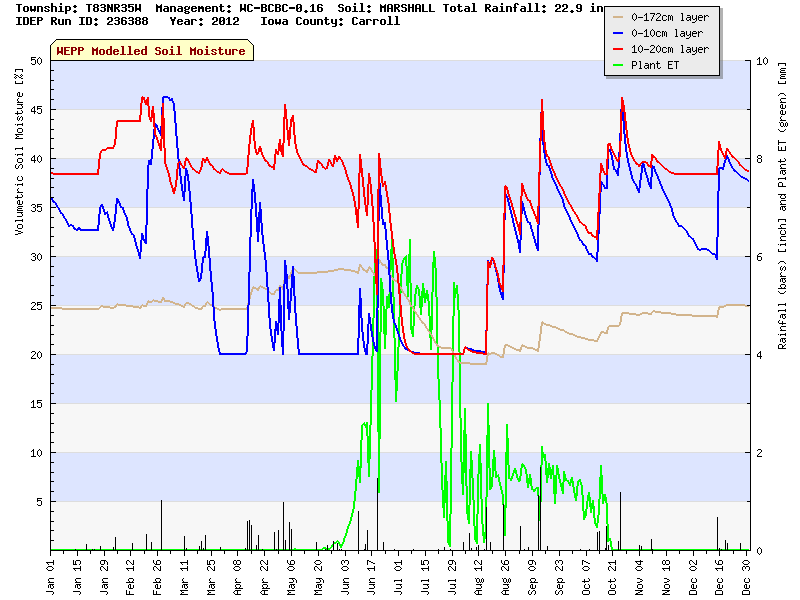 Township: T83NR35W  Management: WC-BCBC-0.16  Soil: MARSHALL Total Rainfall: 22.9 in
IDEP Run ID: 236388   Year: 2012   Iowa County: Carroll
0-172cm layer
0-10cm layer
10-20cm layer
Plant ET
WEPP Modelled Soil Moisture
Volumetric Soil Moisture [%]
50
45
40
35
30
25
20
15
10
5
10
8
6
4
2
0
Rainfall (bars) [inch] and Plant ET (green) [mm]
Jan 01
Jan 15
Jan 29
Feb 12
Feb 26
Mar 11
Mar 25
Apr 08
Apr 22
May 06
May 20
Jun 03
Jun 17
Jul 01
Jul 15
Jul 29
Aug 12
Aug 26
Sep 09
Sep 23
Oct 07
Oct 21
Nov 04
Nov 18
Dec 02
Dec 16
Dec 30